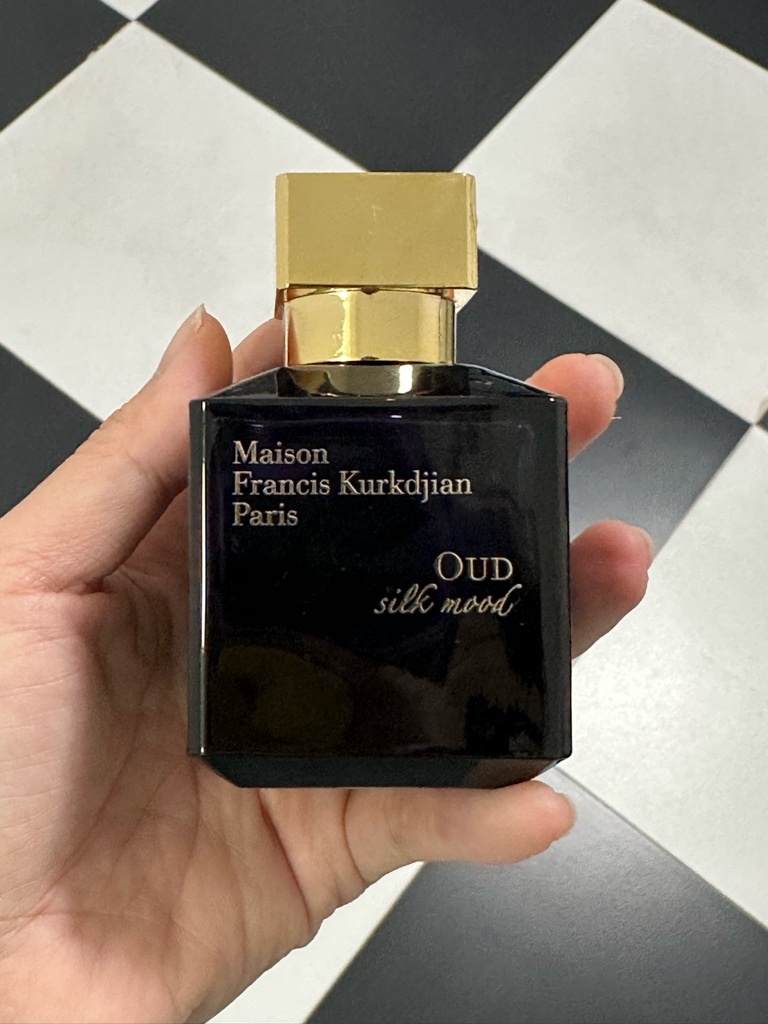 Maison
Francis Kurkdjian
Paris
OUD
silk mood